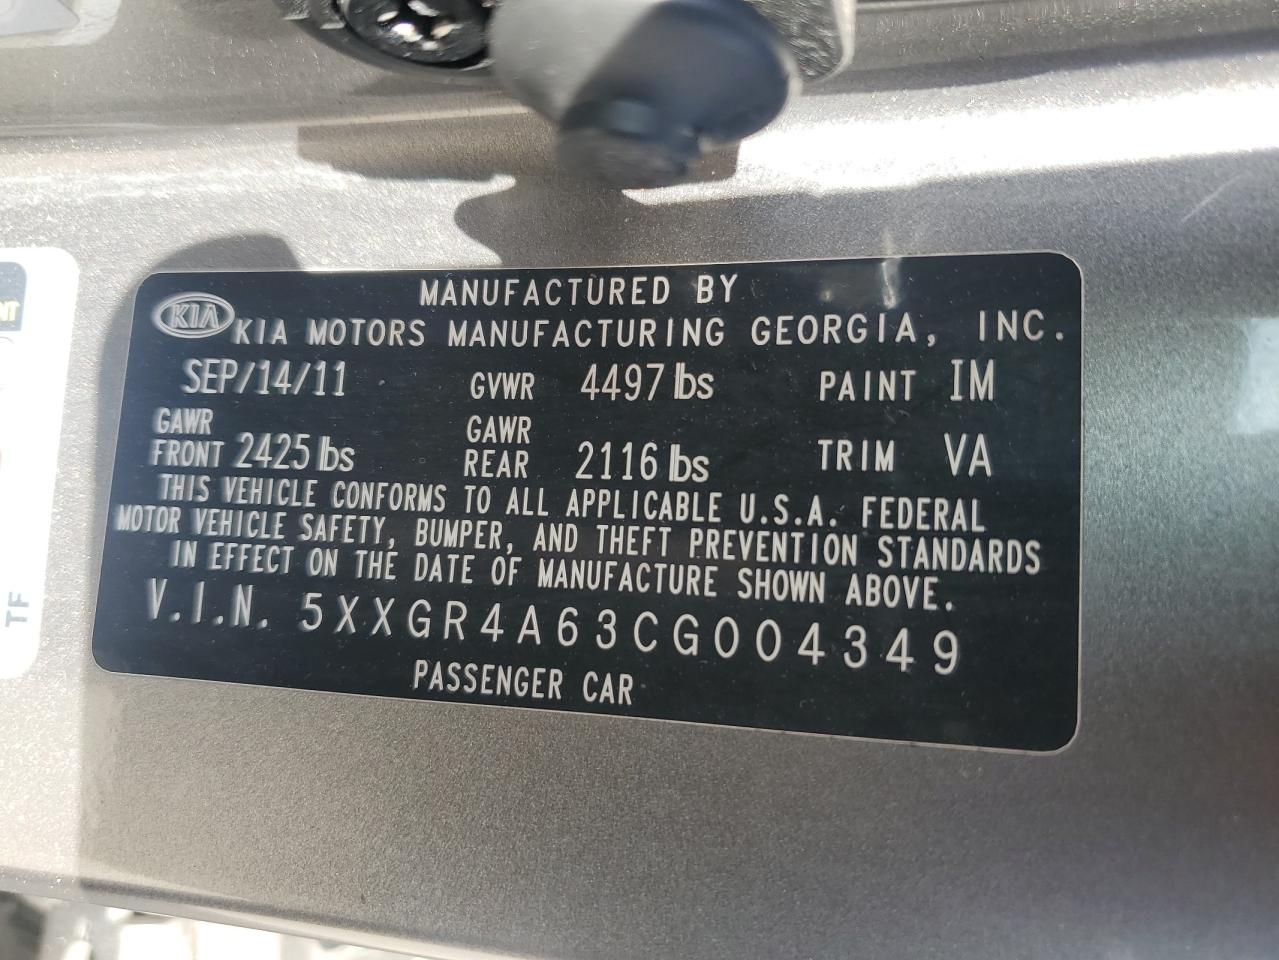 MANUFACTURED BY
KIA KIA MOTORS MANUFACTURING GEORGIA, INC.
SEP/14/11 GVWR 4497 lbs PAINT IM
GAWR FRONT 2425 lbs GAWR REAR 2116 lbs TRIM VA
THIS VEHICLE CONFORMS TO ALL APPLICABLE U.S.A. FEDERAL
MOTOR VEHICLE SAFETY, BUMPER, AND THEFT PREVENTION STANDARDS
IN EFFECT ON THE DATE OF MANUFACTURE SHOWN ABOVE.
V.I.N. 5XXGR4A63CG004349
PASSENGER CAR
TF